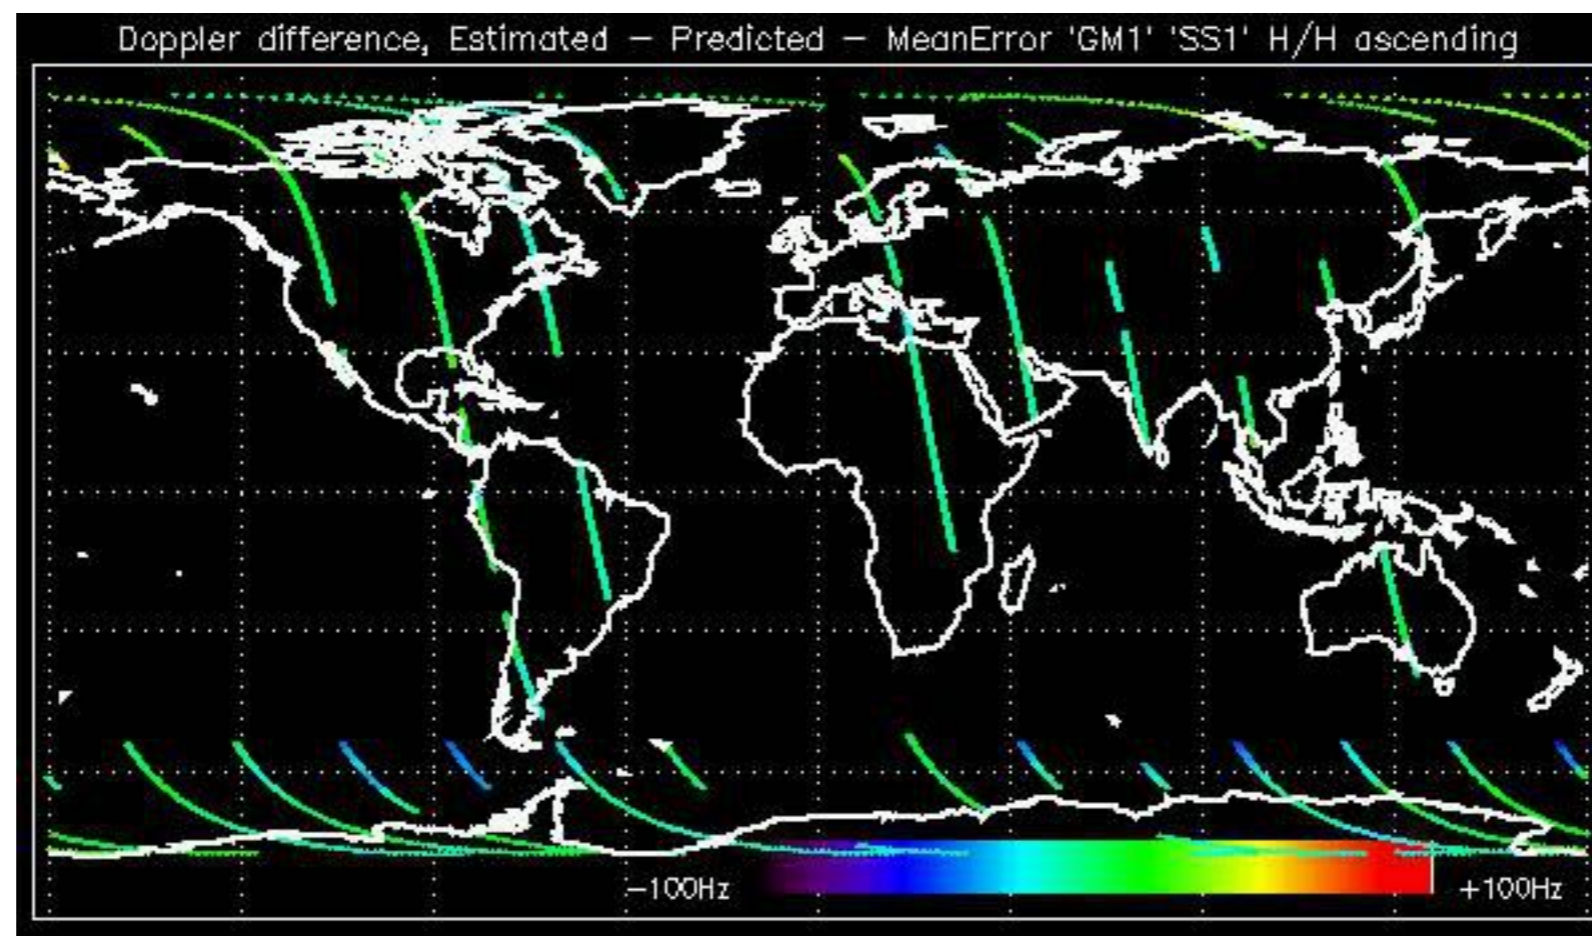 Doppler difference, Estimated − Predicted − MeanError 'GM1' 'SS1' H/H ascending
−100Hz
+100Hz